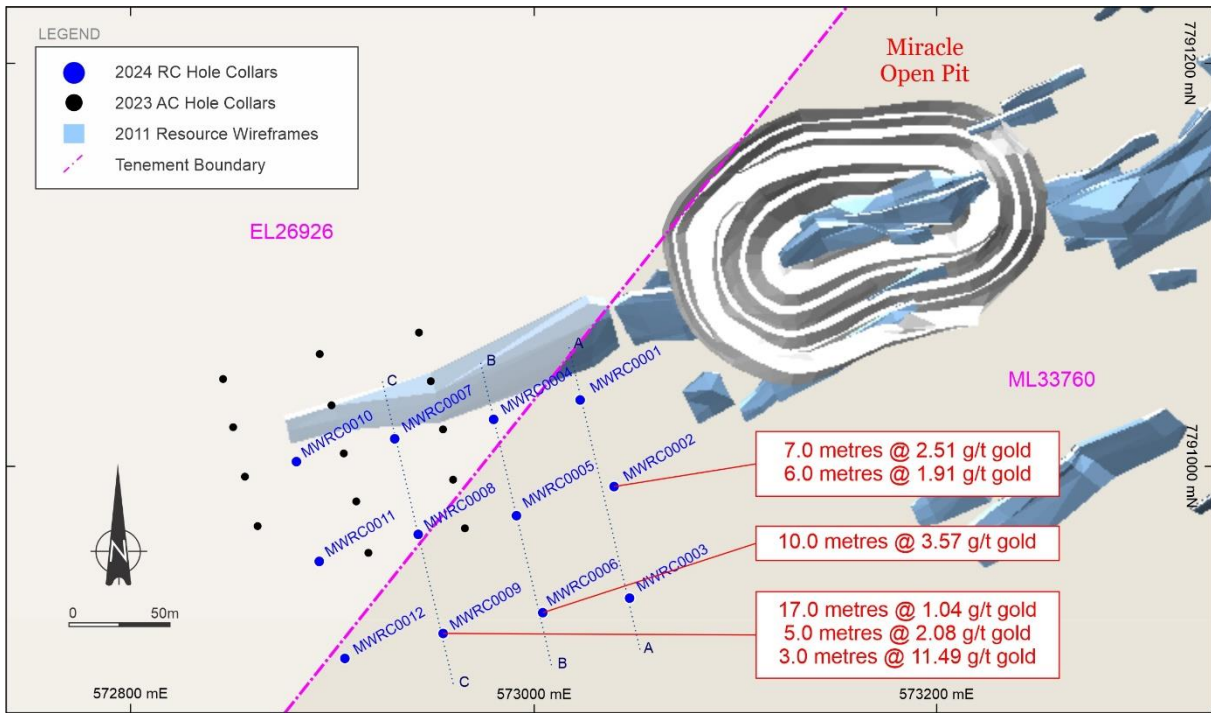 LEGEND
2024 RC Hole Collars
2023 AC Hole Collars
2011 Resource Wireframes
Tenement Boundary
Miracle
Open Pit
7791200 mN
EL26926
ML33760
A
B
C
MWRC0001
MWRC0004
MWRC0007
MWRC0010
MWRC0002
MWRC0005
MWRC0008
MWRC0011
MWRC0003
MWRC0006
MWRC0009
MWRC0012
7791000 mN
7.0 metres @ 2.51 g/t gold
6.0 metres @ 1.91 g/t gold
10.0 metres @ 3.57 g/t gold
17.0 metres @ 1.04 g/t gold
5.0 metres @ 2.08 g/t gold
3.0 metres @ 11.49 g/t gold
A
B
C
N
0 50m
572800 mE
573000 mE
573200 mE